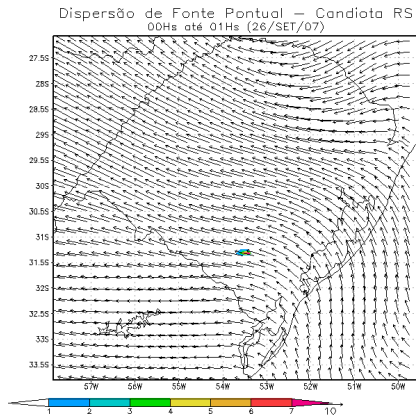 Dispersão de Fonte Pontual – Candiota RS
00Hs até 01Hs (26/SET/07)
27.5S
28S
28.5S
29S
29.5S
30S
30.5S
31S
31.5S
32S
32.5S
33S
33.5S
57W 56W 55W 54W 53W 52W 51W 50W
1 2 3 4 5 6 7 10